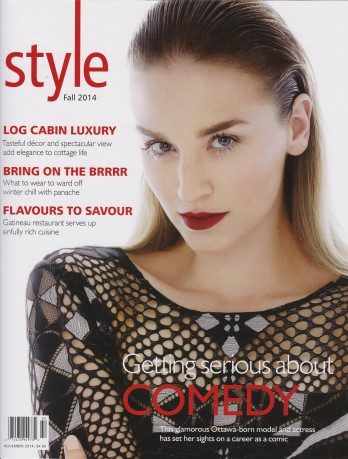 style
Fall 2014
LOG CABIN LUXURY
Tasteful décor and spectacular view
add elegance to cottage life
BRING ON THE BRRRR
What to wear to ward off
winter chill with panache
FLAVOURS TO SAVOUR
Gatineau restaurant serves up
sinfully rich cuisine
Getting serious about
COMEDY
This glamorous Ottawa-born model and actress
has set her sights on a career as a comic
NOVEMBER 2014,